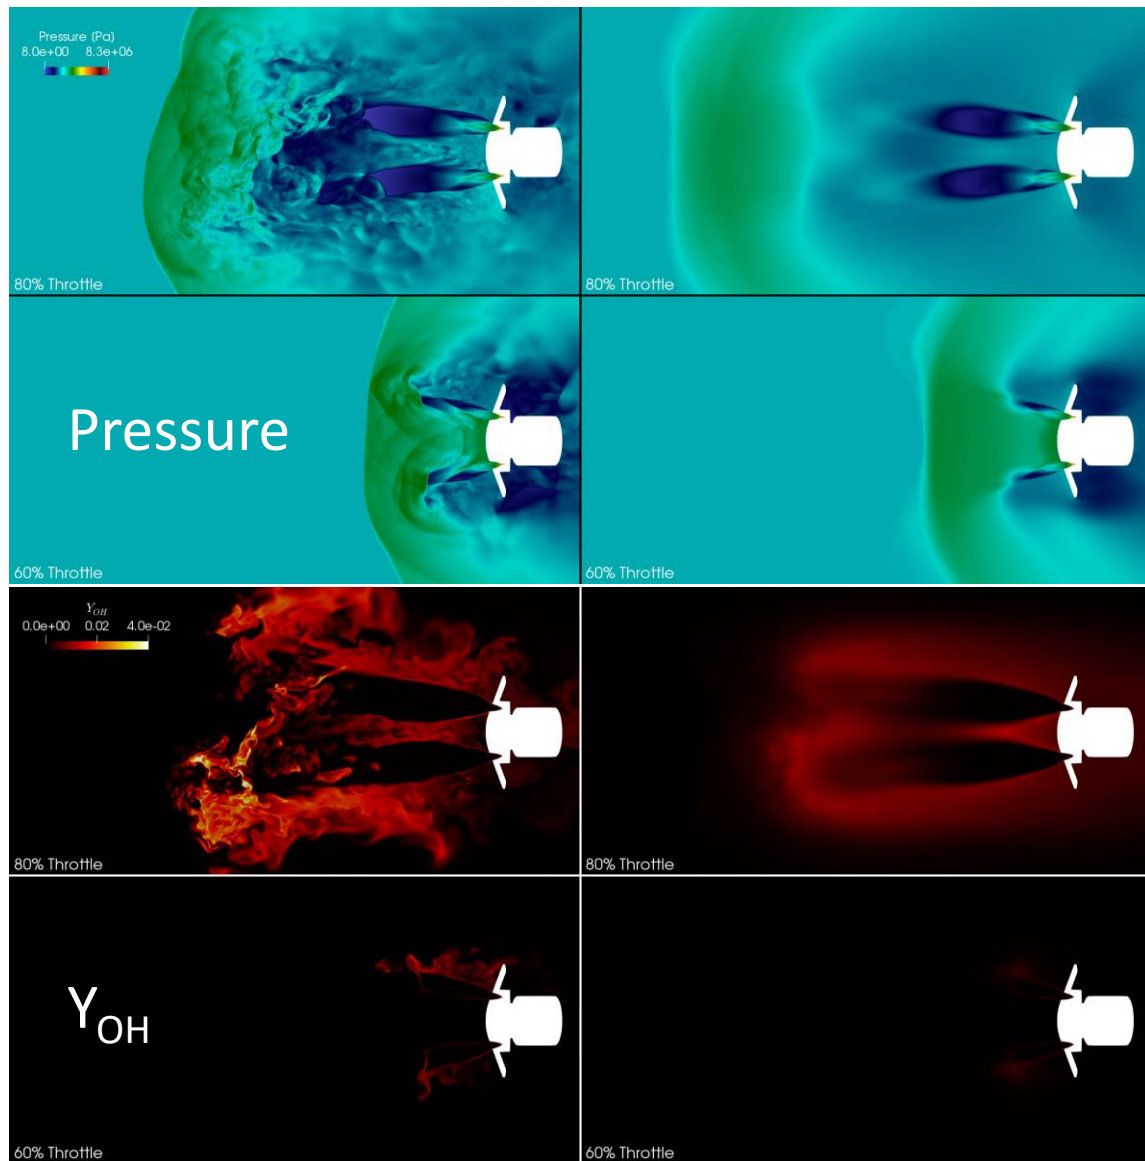 Pressure (Pa)
8.0e+00 8.3e+06
80% Throttle
80% Throttle
Pressure
60% Throttle
60% Throttle
Y_OH
0.0e+00 0.02 4.0e-02
80% Throttle
80% Throttle
Y_OH
60% Throttle
60% Throttle